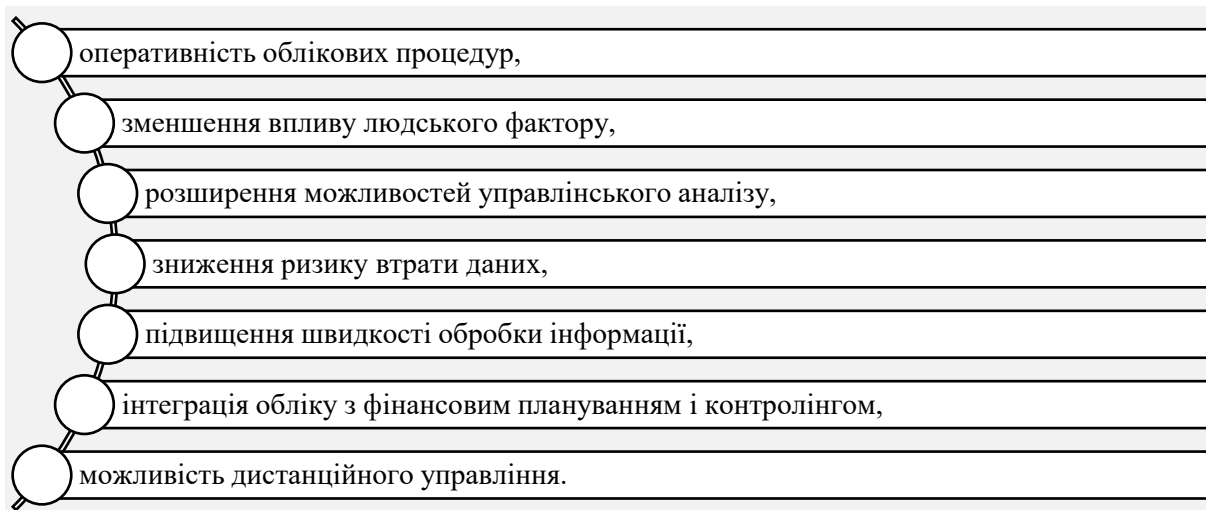 оперативність облікових процедур,
зменшення впливу людського фактору,
розширення можливостей управлінського аналізу,
зниження ризику втрати даних,
підвищення швидкості обробки інформації,
інтеграція обліку з фінансовим плануванням і контролінгом,
можливість дистанційного управління.